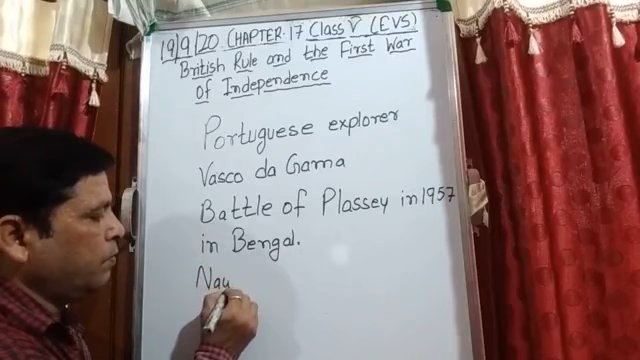 19/9/20 CHAPTER-17 Class V (EVS)
British Rule and the First War
of Independence
Portuguese explorer
Vasco da Gama
Battle of Plassey in 1957
in Bengal.
Naw